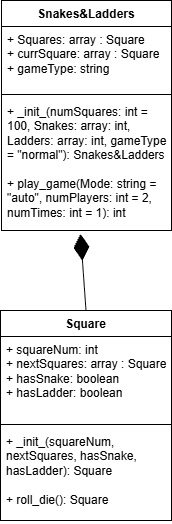 Snakes&Ladders
+ Squares: array : Square
+ currSquare: array : Square
+ gameType: string
+ _init_(numSquares: int =
100, Snakes: array: int,
Ladders: array: int, gameType
= "normal"): Snakes&Ladders
+ play_game(Mode: string =
"auto", numPlayers: int = 2,
numTimes: int = 1): int
Square
+ squareNum: int
+ nextSquares: array : Square
+ hasSnake: boolean
+ hasLadder: boolean
+ _init_(squareNum,
nextSquares, hasSnake,
hasLadder): Square
+ roll_die(): Square